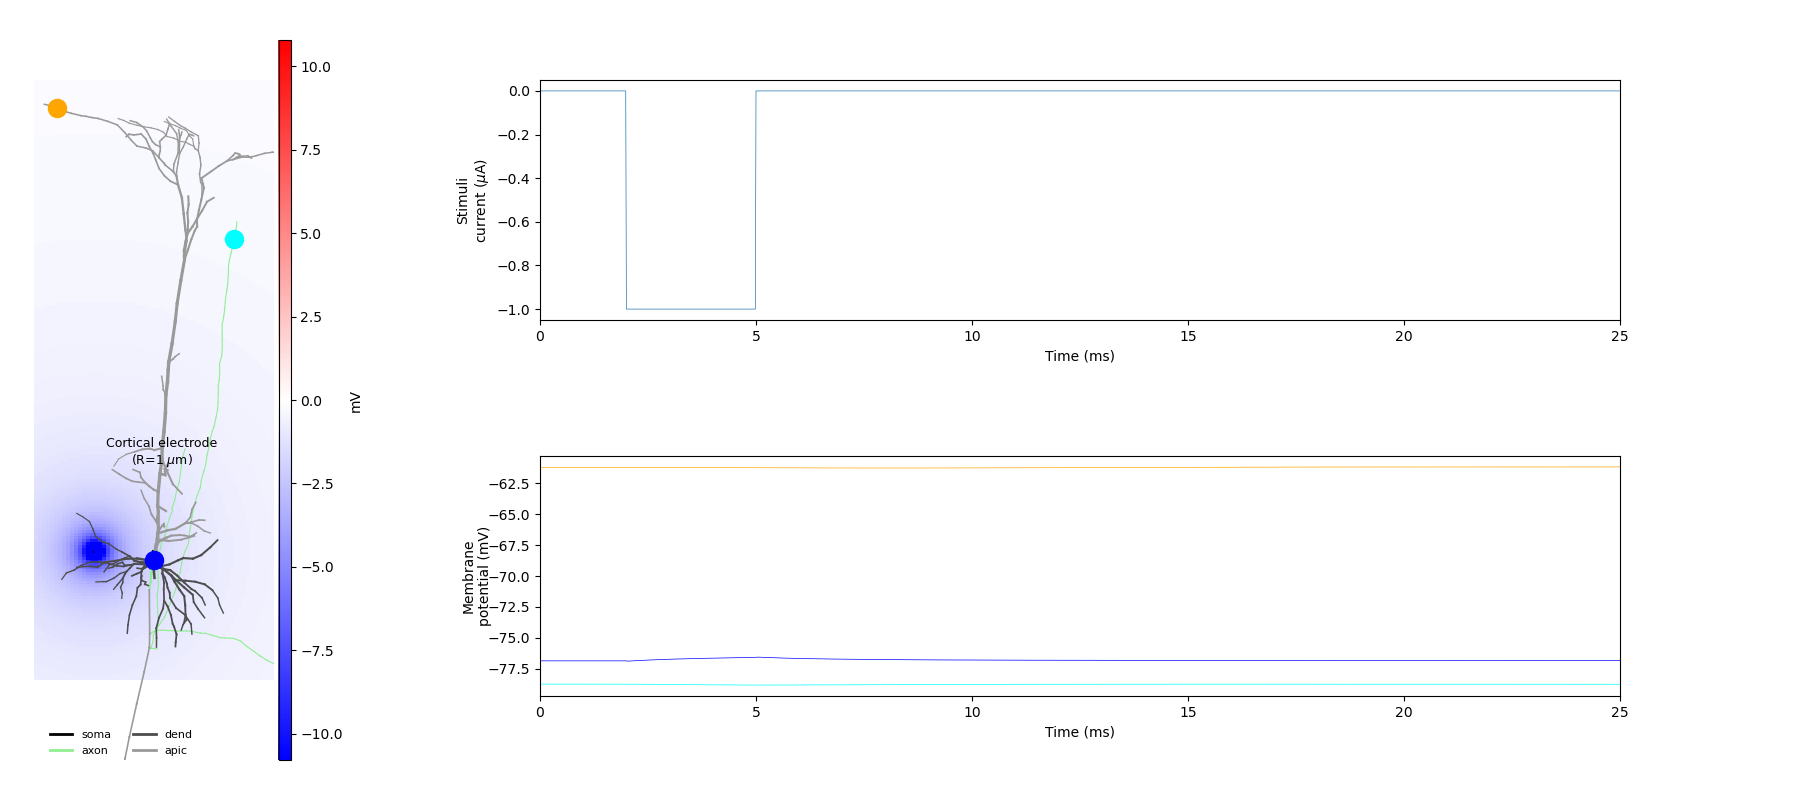 10.0
7.5
5.0
2.5
0.0
−2.5
−5.0
−7.5
−10.0
mV
Cortical electrode
(R=1 μm)
soma
axon
dend
apic
0.0
−0.2
−0.4
−0.6
−0.8
−1.0
Stimuli
current (μA)
0 5 10 15 20 25
Time (ms)
−62.5
−65.0
−67.5
−70.0
−72.5
−75.0
−77.5
Membrane
potential (mV)
0 5 10 15 20 25
Time (ms)